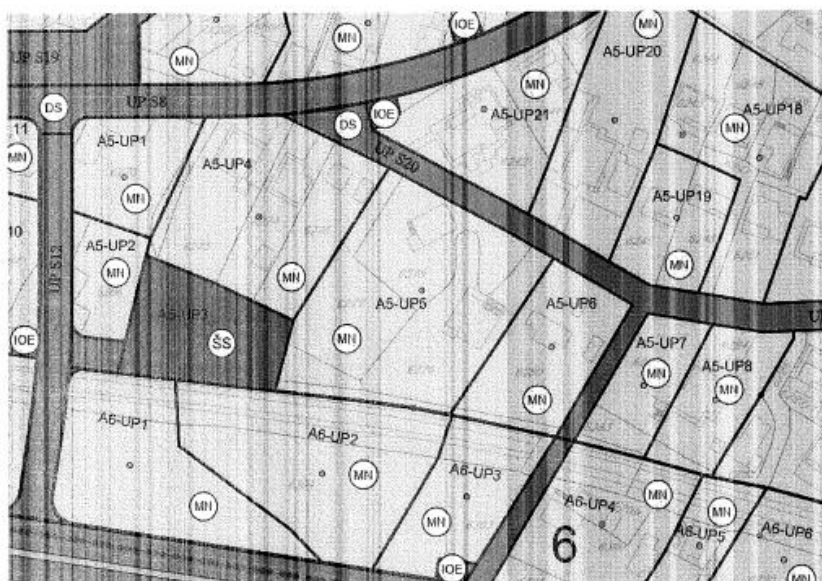 IOE
MN
MN
MN
UP S19
A5-UP20
MN
DS
UP S8
IOE
DS
A5-UP21
A5-UP18
MN
11
A5-UP1
MN
A5-UP4
UP S20
MN
A5-UP19
10
A5-UP2
MN
UP S12
MN
MN
A5-UP3
A5-UP5
A5-UP6
IOE
ŠS
MN
A5-UP7
MN
A5-UP8
MN
MN
A6-UP1
A6-UP2
MN
A6-UP3
MN
MN
A6-UP4
MN
MN
6
A6-UP5
A6-UP6
IOE
MN